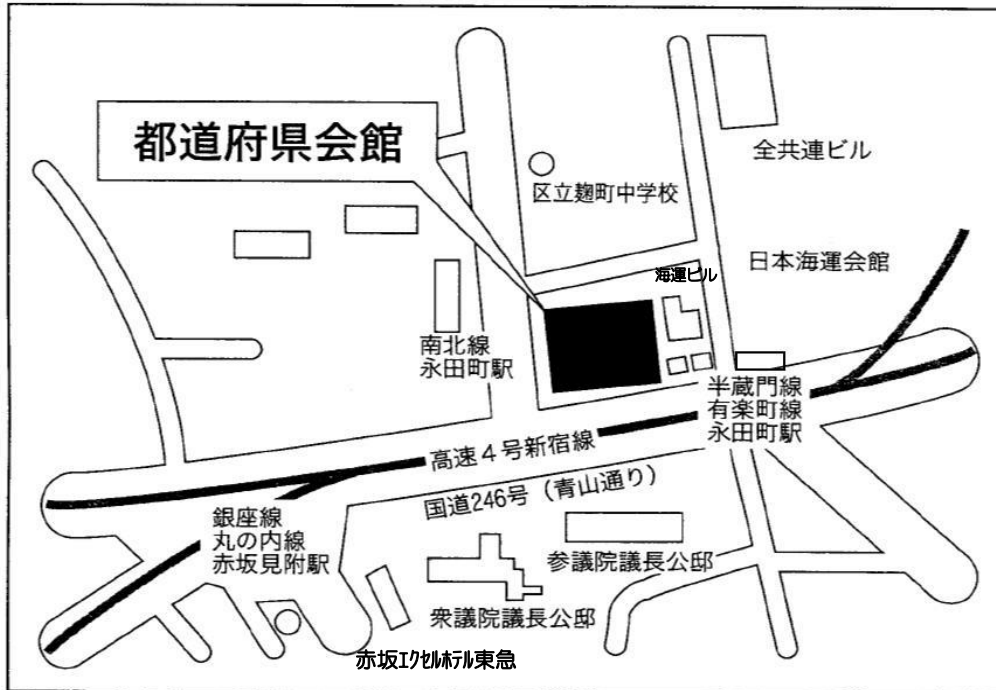 都道府県会館
全共連ビル
区立麹町中学校
日本海運会館
海運ビル
南北線
永田町駅
半蔵門線
有楽町線
永田町駅
高速4号新宿線
国道246号（青山通り）
銀座線
丸の内線
赤坂見附駅
参議院議長公邸
衆議院議長公邸
赤坂ｴｸｾﾙﾎﾃﾙ東急